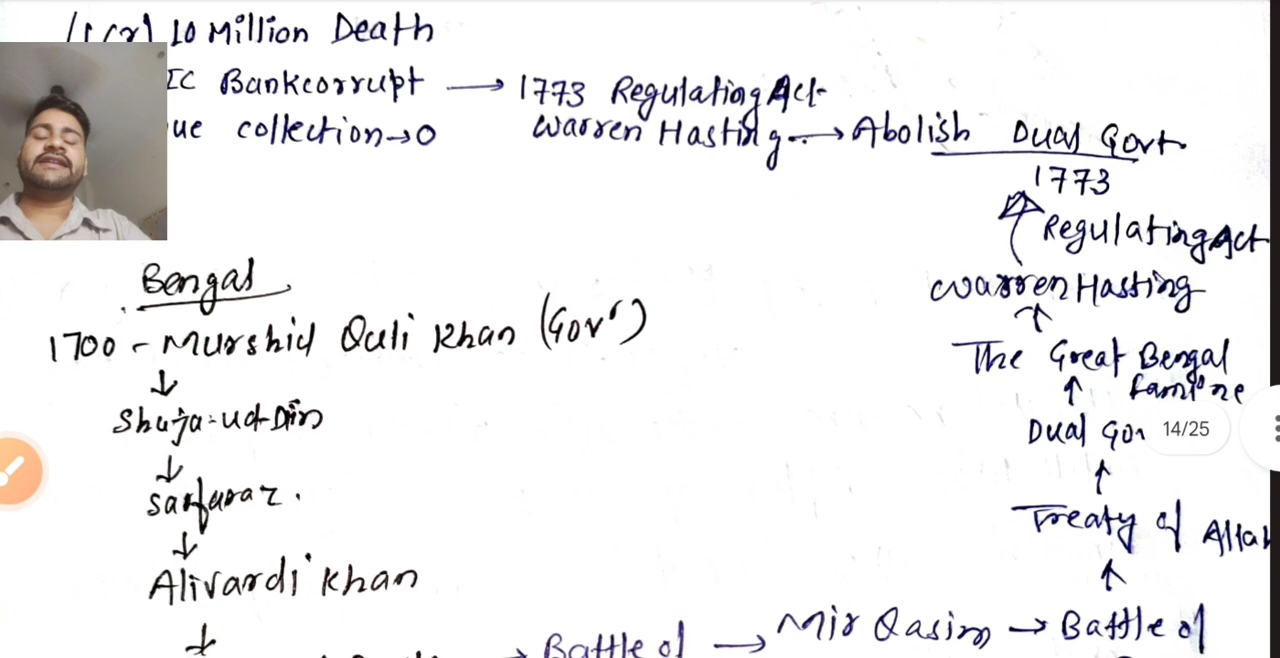 10 Million Death
IC Bankcorrupt → 1773 Regulating Act
ue collection→0 Warren Hasting → Abolish Dual Govt.
1773
Regulating Act
Warren Hasting
Bengal
1700 - Murshid Quli Khan (Govr)
The Great Bengal
Famine
↓
Shuja-ud-Din
Dual Gov 14/25
↓
Sarfaraz.
Treaty of Allah
↓
Alivardi Khan
Battle of → Mir Qasim → Battle of